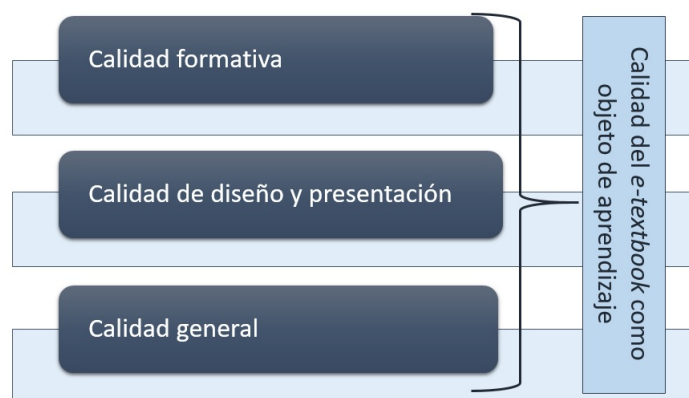 Calidad formativa
Calidad de diseño y presentación
Calidad general
Calidad del e-textbook como
objeto de aprendizaje